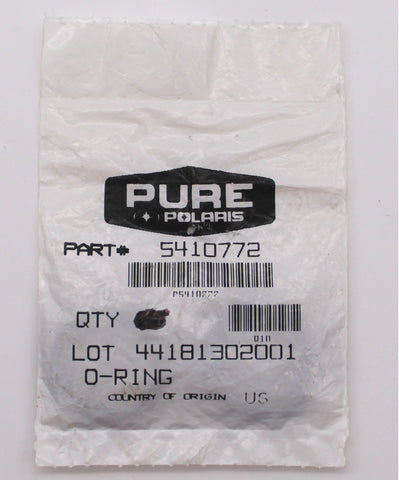 PURE
POLARIS
PART# 5410772
P5410772
QTY
LOT 44181302001
O-RING
COUNTRY OF ORIGIN US